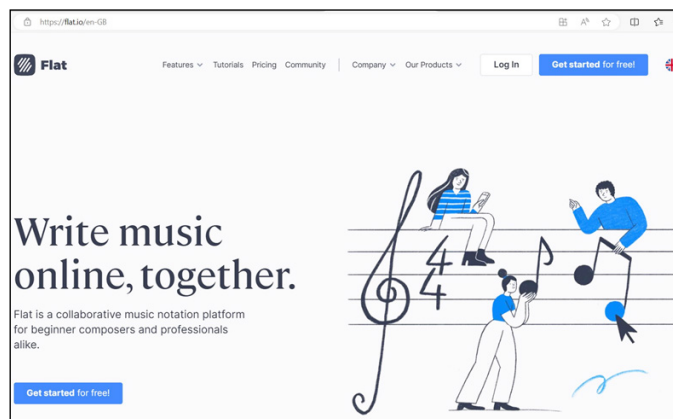 https://flat.io/en-GB
Flat
Features Tutorials Pricing Community Company Our Products Log In Get started for free!
Write music
online, together.
Flat is a collaborative music notation platform
for beginner composers and professionals
alike.
4
4
Get started for free!